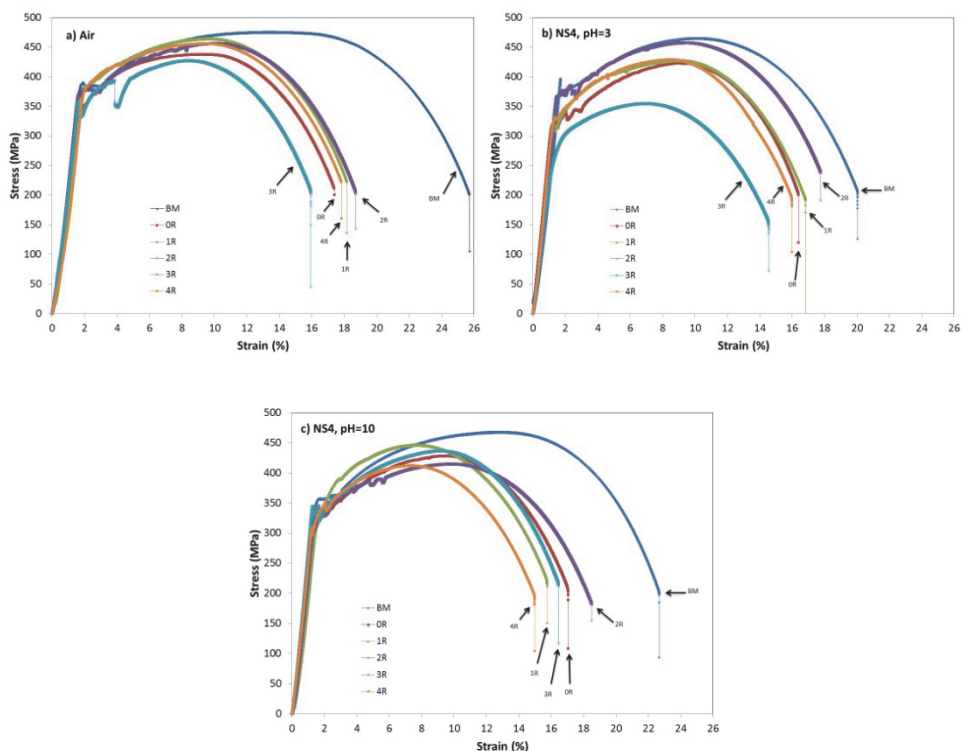 a) Air
Stress (MPa)
500
450
400
350
300
250
200
150
100
50
0
BM
0R
1R
2R
3R
4R
3R
0R
4R
1R
2R
BM
0 2 4 6 8 10 12 14 16 18 20 22 24 26
Strain (%)
b) NS4, pH=3
Stress (MPa)
500
450
400
350
300
250
200
150
100
50
0
BM
0R
1R
2R
3R
4R
3R
4R
0R
1R
2R
BM
0 2 4 6 8 10 12 14 16 18 20 22 24 26
Strain (%)
c) NS4, pH=10
Stress (MPa)
500
450
400
350
300
250
200
150
100
50
0
BM
0R
1R
2R
3R
4R
4R
1R
3R
0R
2R
BM
0 2 4 6 8 10 12 14 16 18 20 22 24 26
Strain (%)